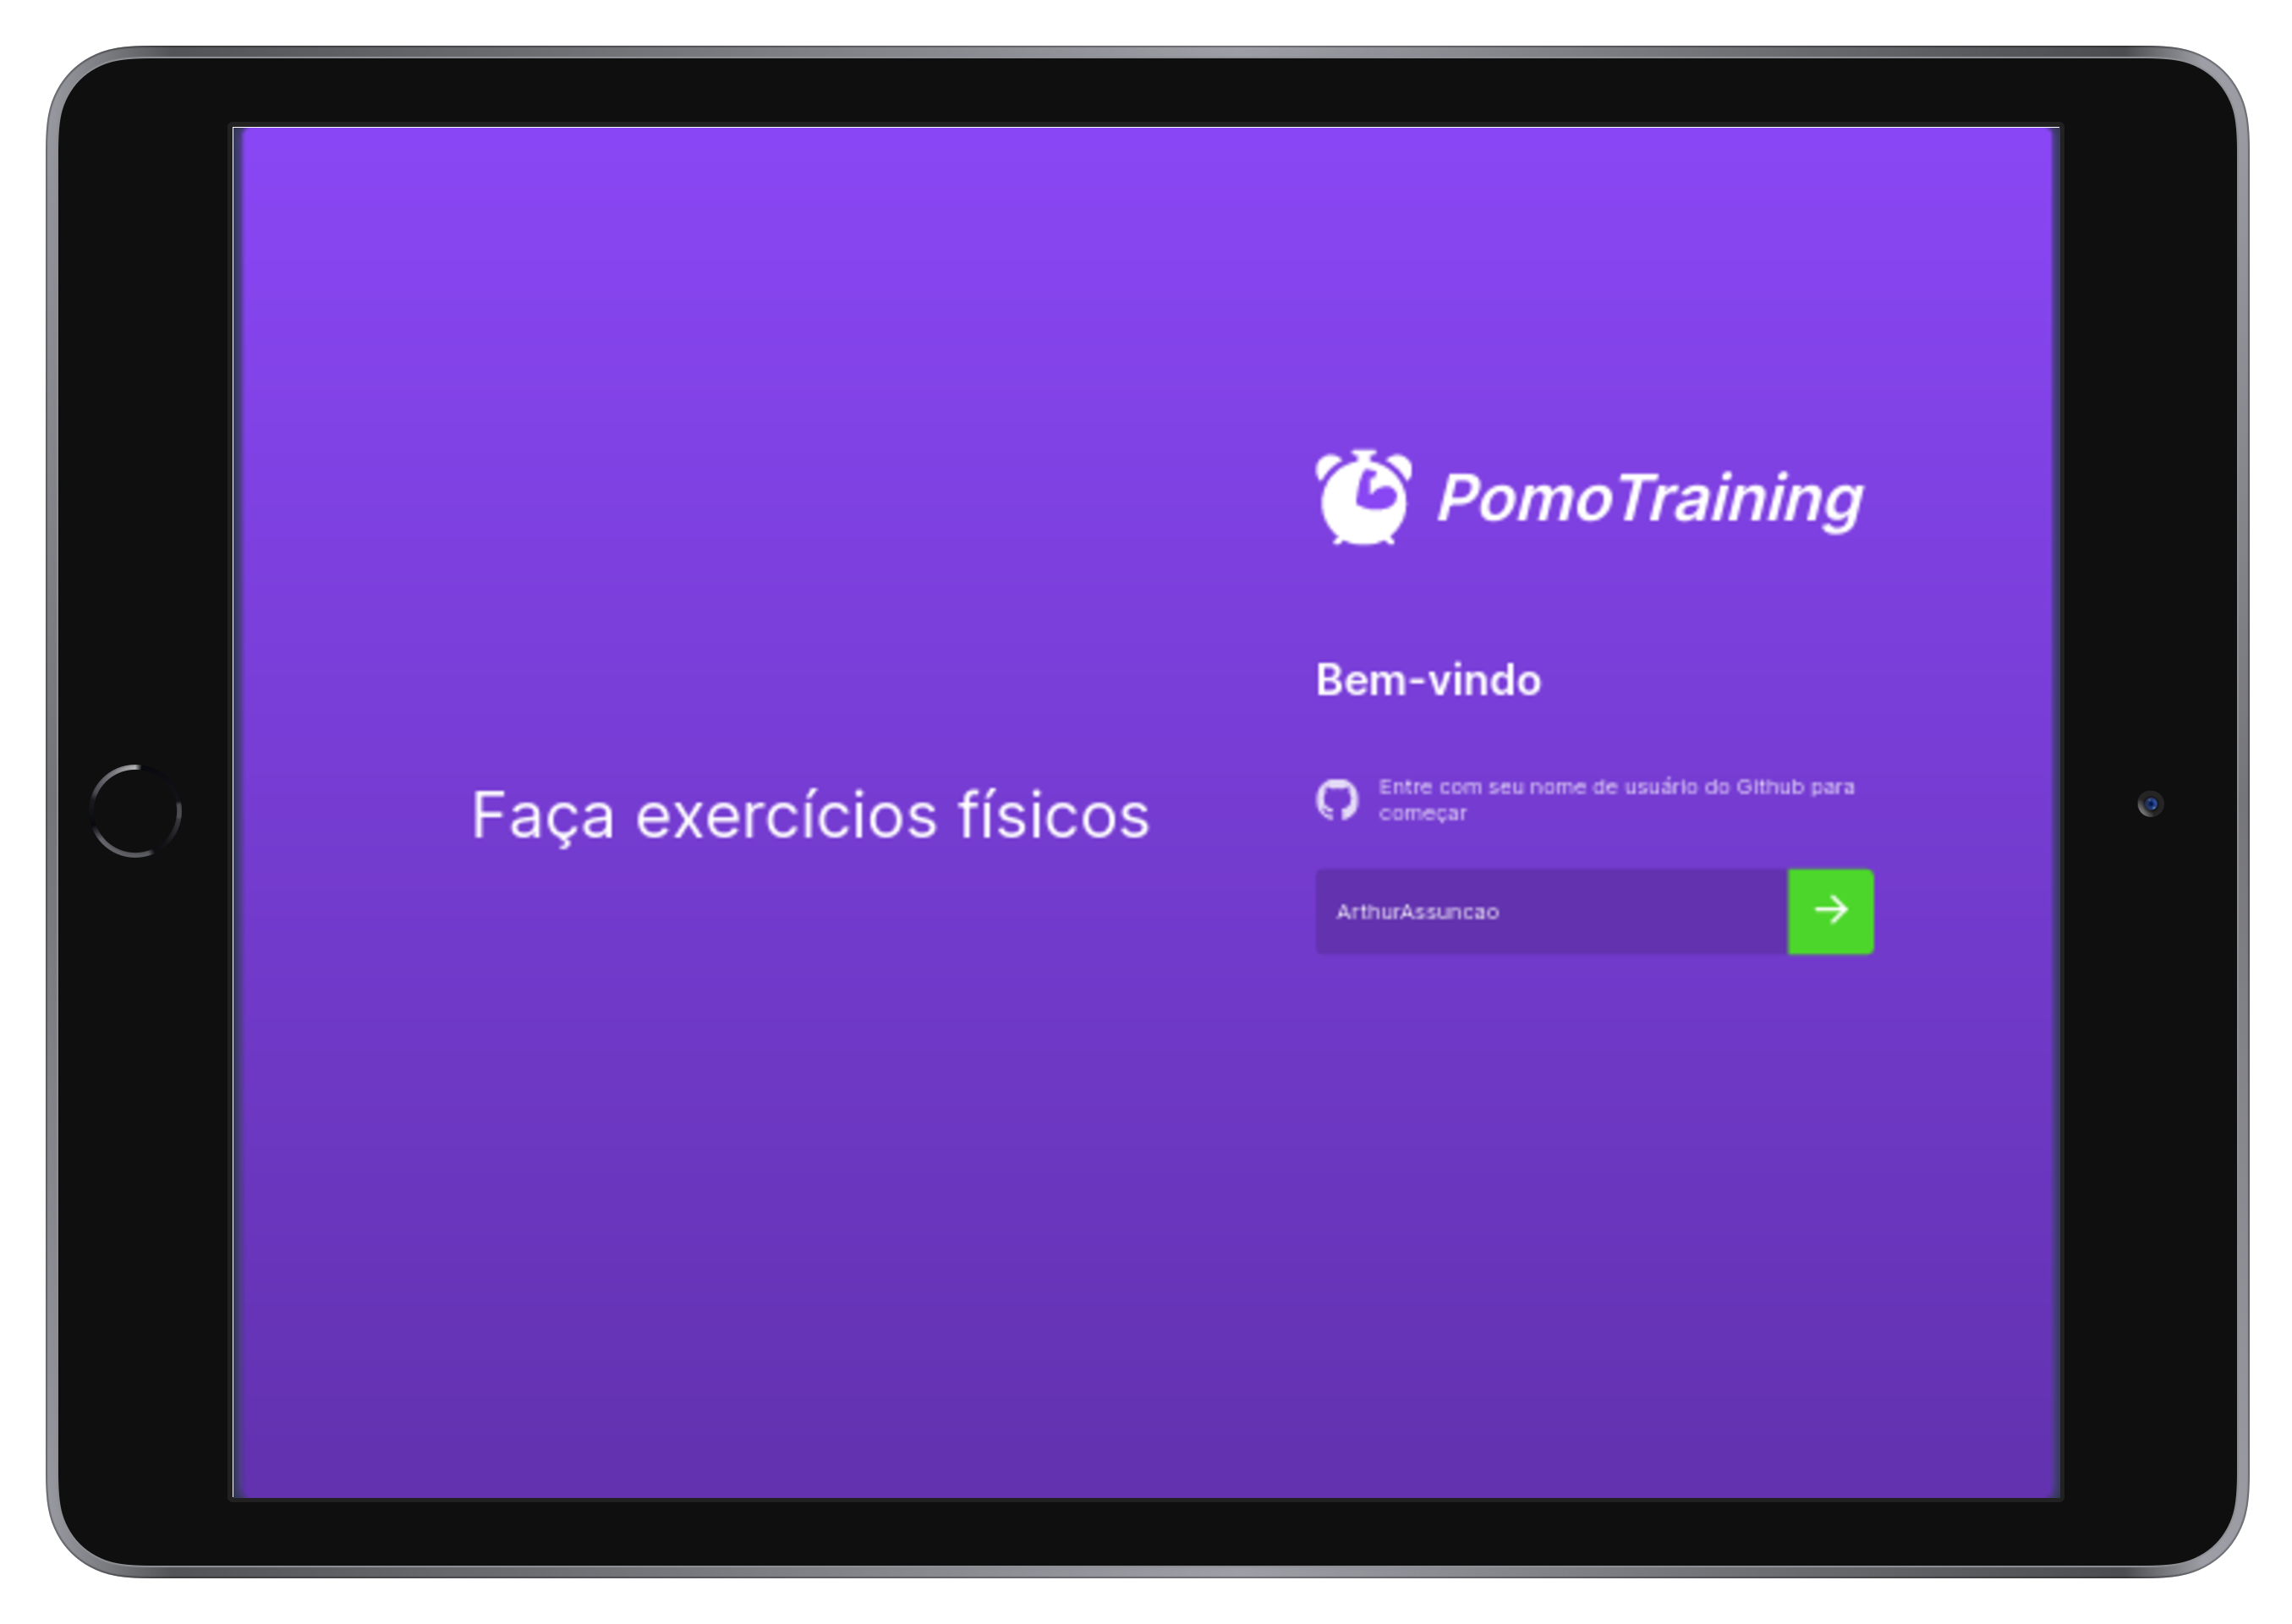 PomoTraining
Bem-vindo
Faça exercícios físicos
Entre com seu nome de usuário do Github para
começar
ArthurAssuncao